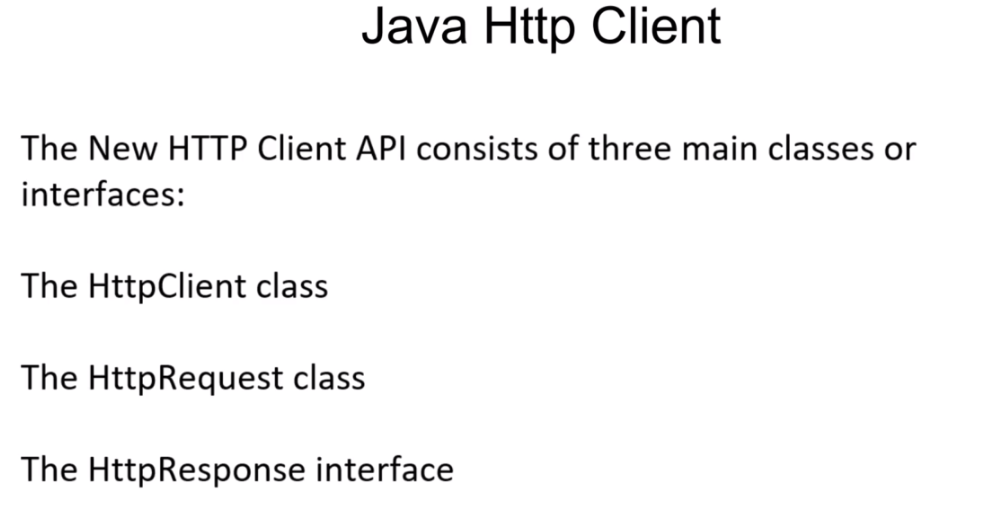 Java Http Client
The New HTTP Client API consists of three main classes or
interfaces:
The HttpClient class
The HttpRequest class
The HttpResponse interface